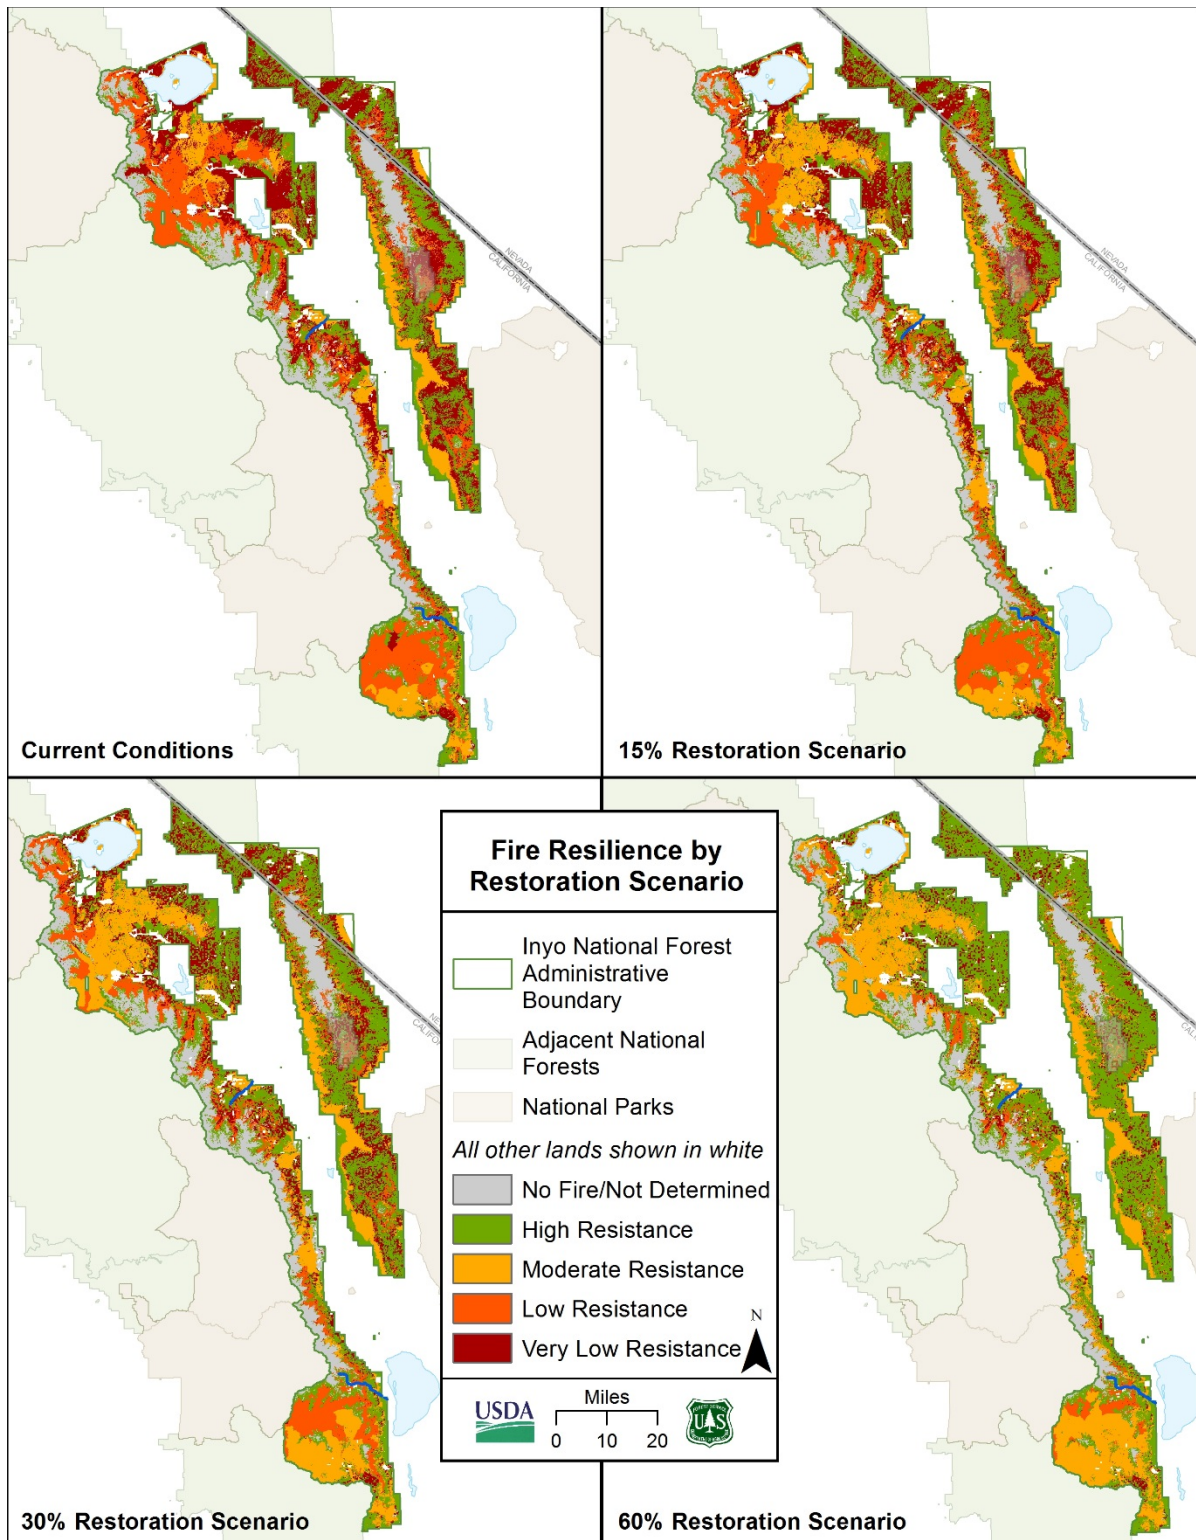 NEVADA
CALIFORNIA
Current Conditions
NEVADA
CALIFORNIA
15% Restoration Scenario
Fire Resilience by
Restoration Scenario
Inyo National Forest
Administrative
Boundary
Adjacent National
Forests
National Parks
All other lands shown in white
No Fire/Not Determined
High Resistance
Moderate Resistance
Low Resistance
Very Low Resistance
N
USDA
Miles
0 10 20
U S
30% Restoration Scenario
60% Restoration Scenario